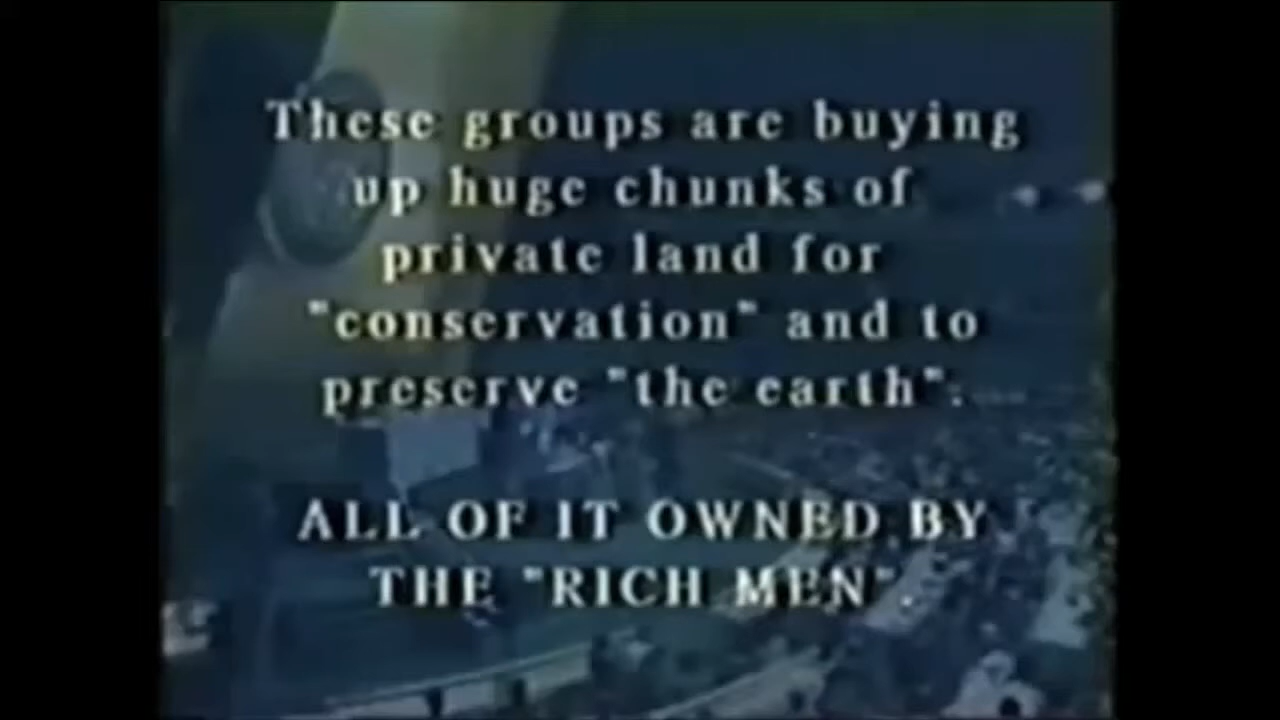 These groups are buying
up huge chunks of
private land for
"conservation" and to
preserve "the earth".
ALL OF IT OWNED BY
THE "RICH MEN".